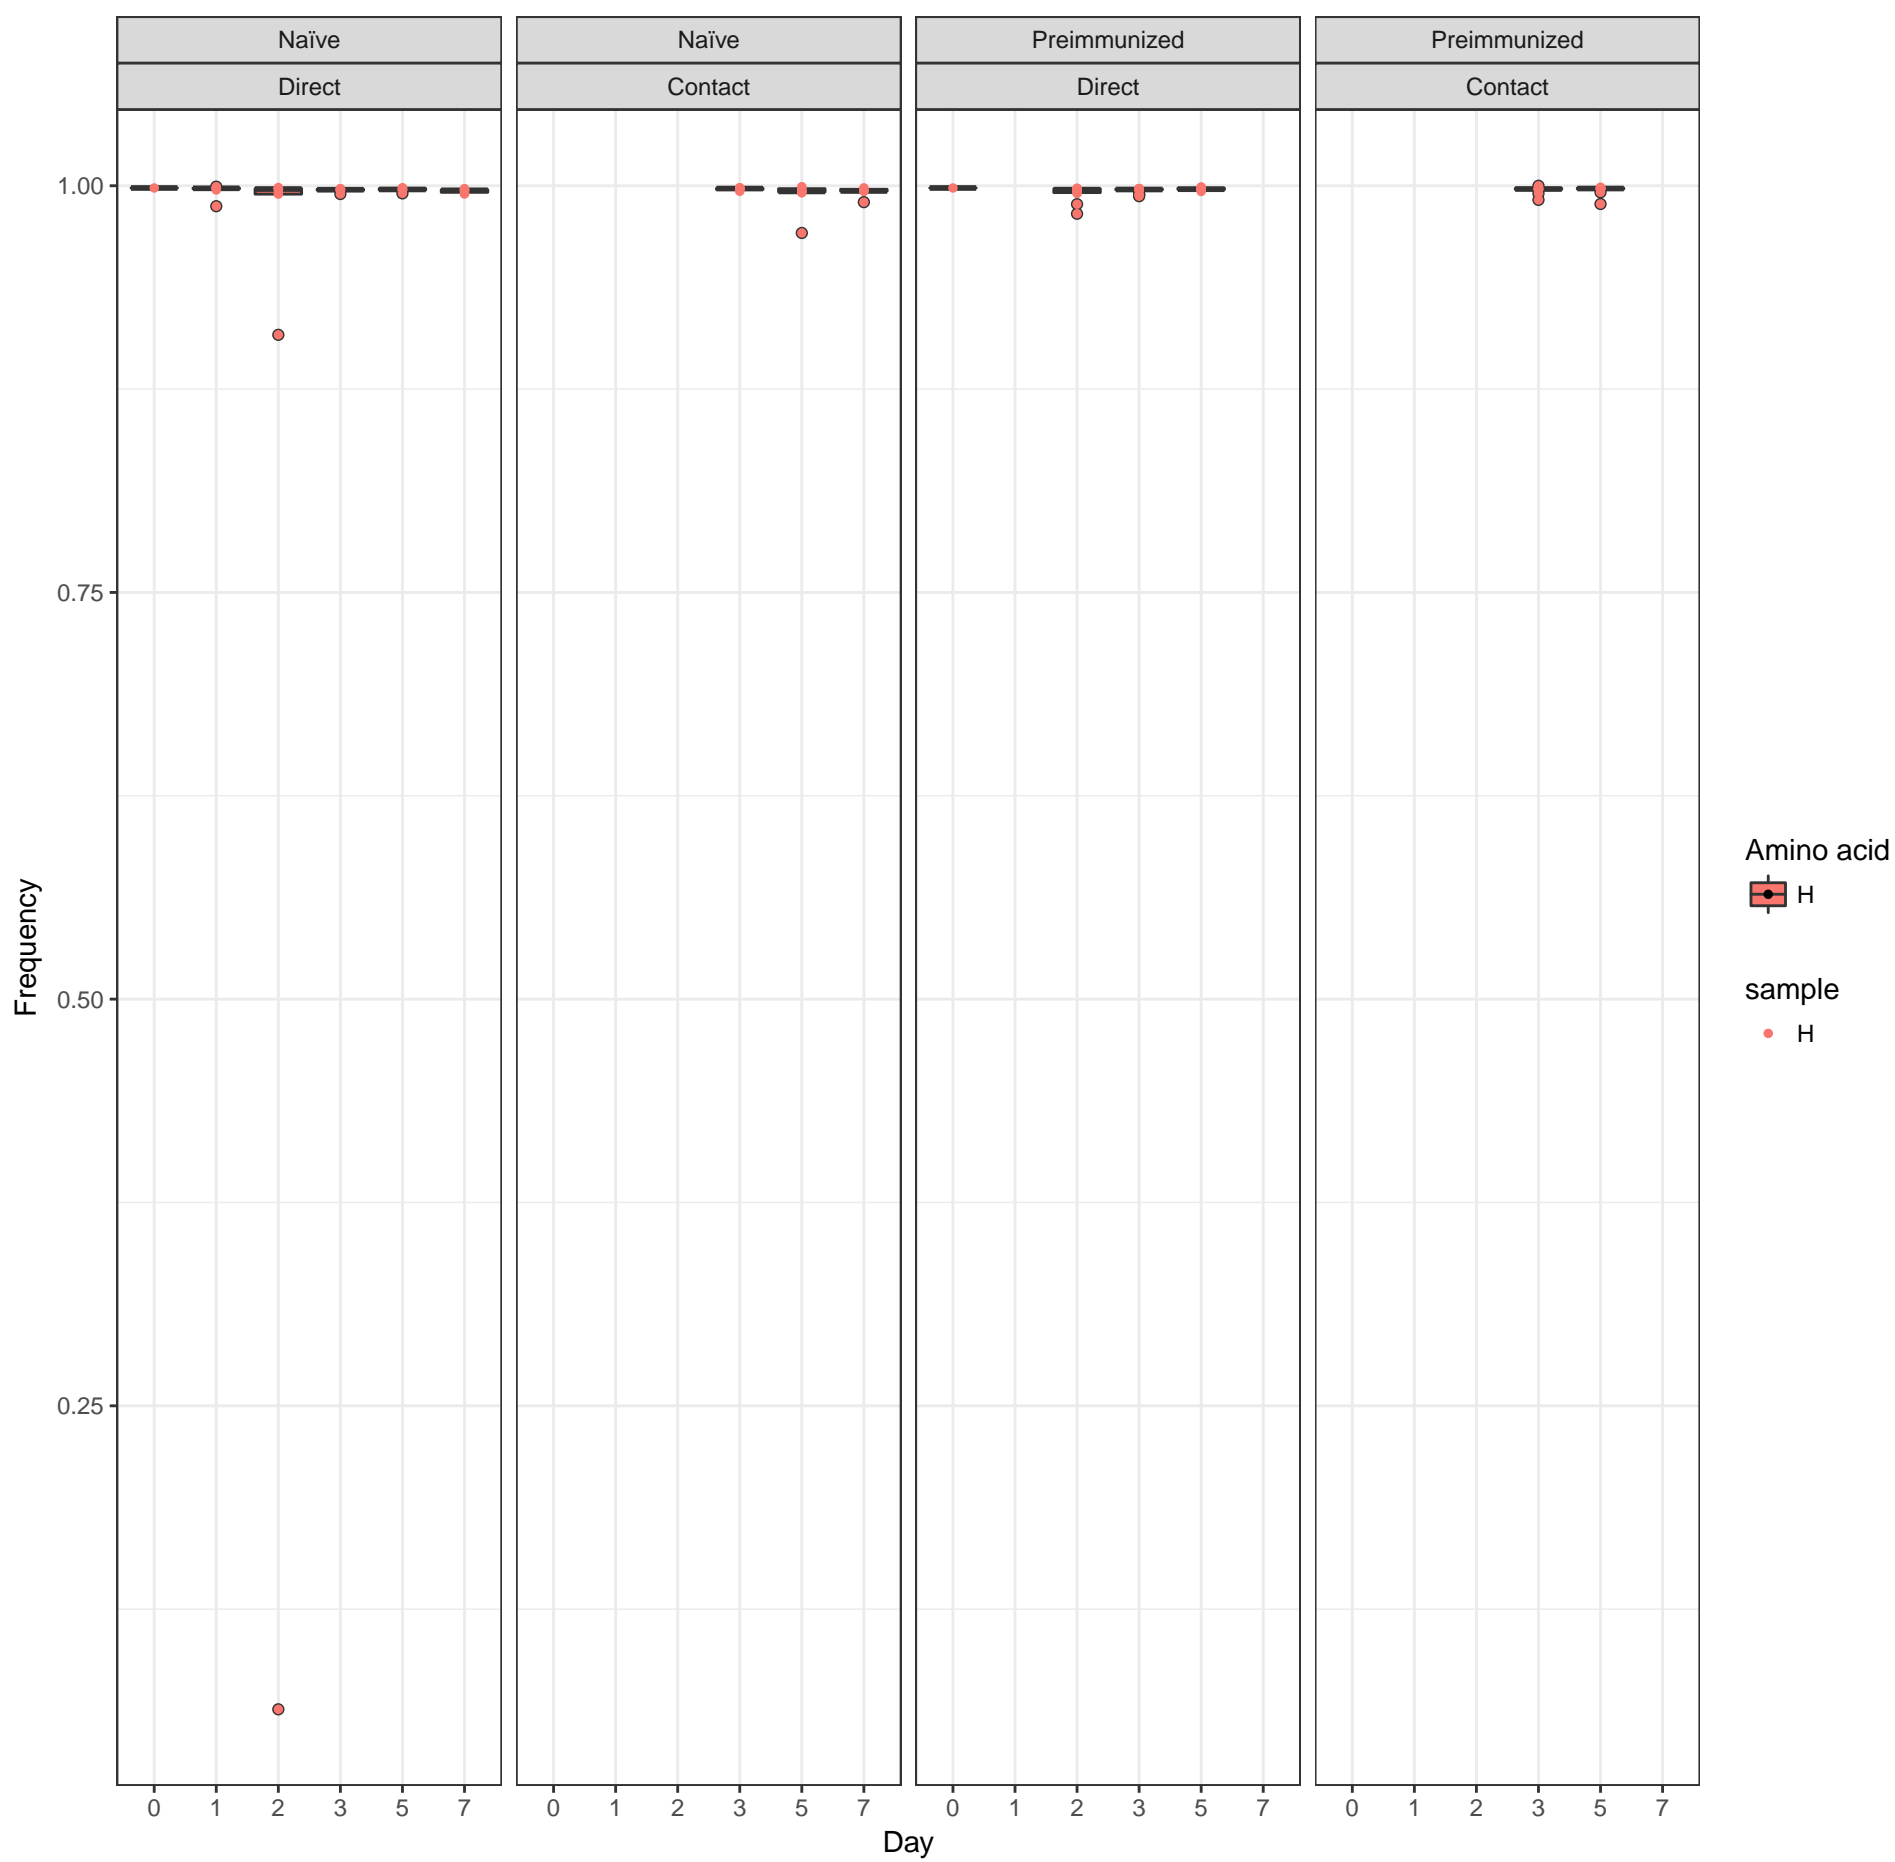 Naïve Naïve Preimmunized Preimmunized
Direct Contact Direct Contact
1.00
0.75
0.50
0.25
Frequency
0 1 2 3 5 7 0 1 2 3 5 7 0 1 2 3 5 7 0 1 2 3 5 7
Day
Amino acid
H
sample
H